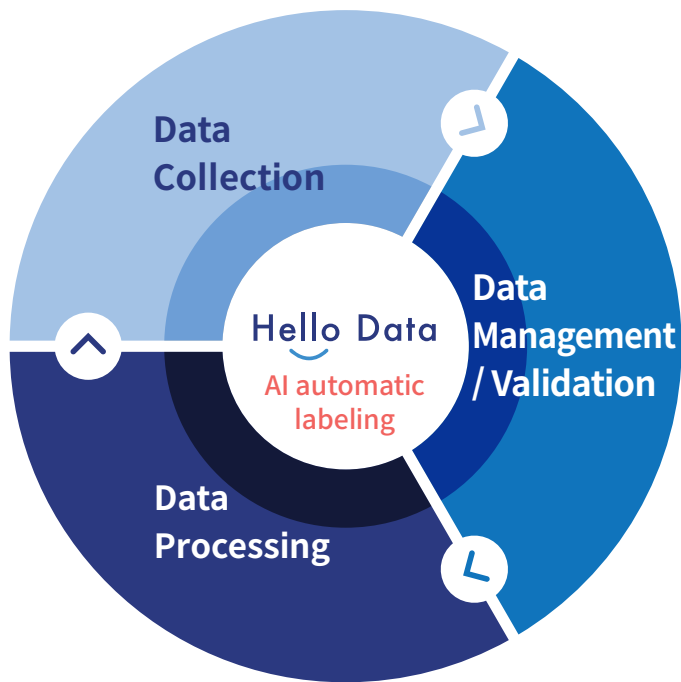 Data
Collection
Data
Management
/ Validation
Hello Data
AI automatic
labeling
Data
Processing